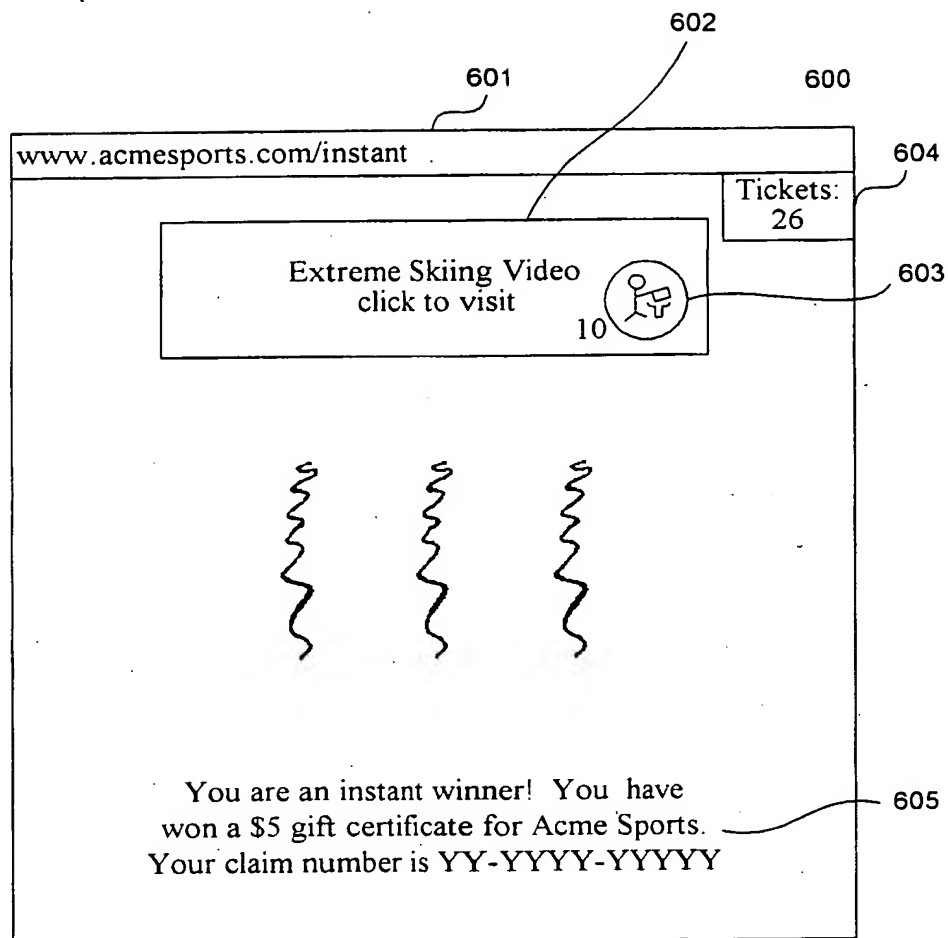 602
601
600
www.acmesports.com/instant
604
Tickets:
26
Extreme Skiing Video
click to visit
603
10
You are an instant winner! You have
won a $5 gift certificate for Acme Sports.
605
Your claim number is YY-YYYY-YYYYY